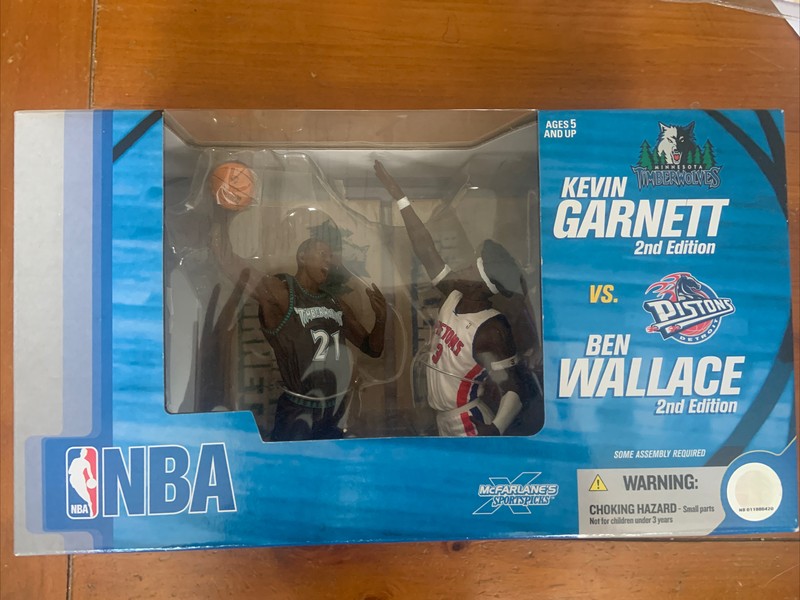 AGES 5
AND UP
MINNESOTA
TIMBERWOLVES
KEVIN
GARNETT
2nd Edition
VS.
PISTONS
DETROIT
BEN
WALLACE
2nd Edition
21
PISTONS
3
SOME ASSEMBLY REQUIRED
NBA
NBA
McFARLANE'S
SPORTSPICKS
WARNING:
CHOKING HAZARD - Small parts
Not for children under 3 years